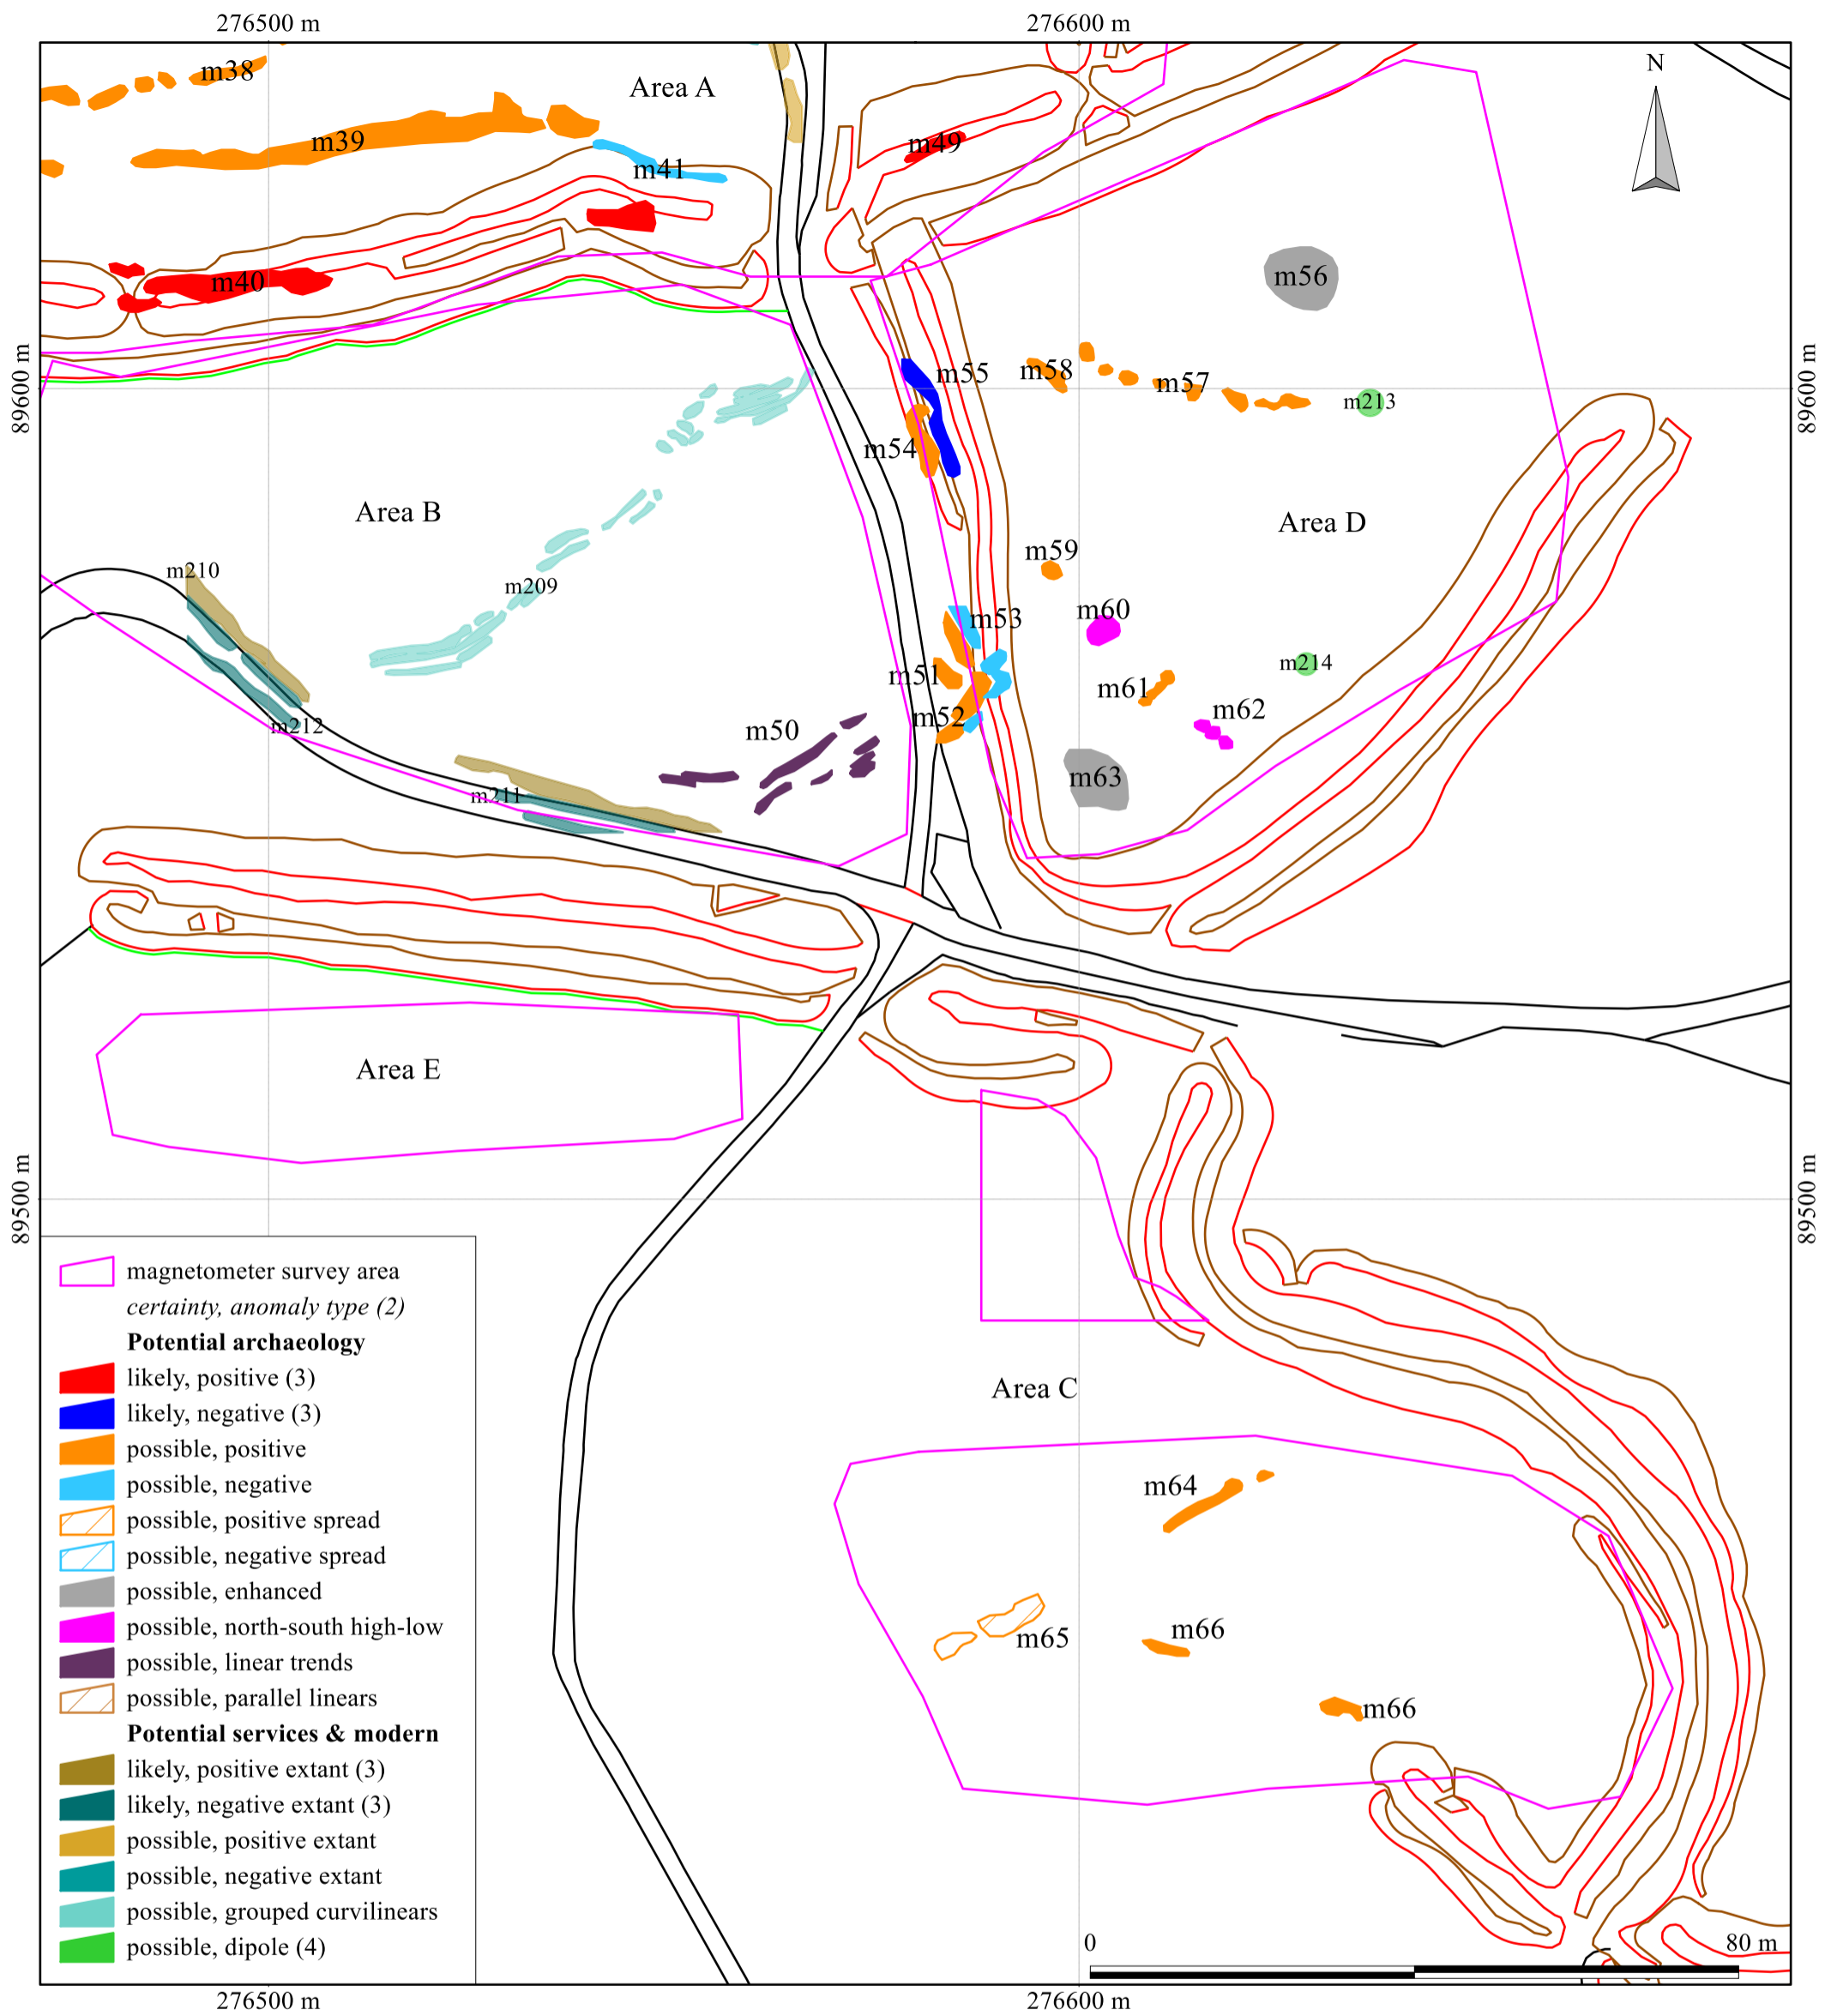 276500 m
276600 m
m38
Area A
N
m39
m49
m41
m40
m56
89600 m
89600 m
m55
m58
m57
m213
m54
Area B
Area D
m59
m210
m209
m60
m53
m214
m51
m61
m62
m52
m212
m50
m63
m211
Area E
89500 m
89500 m
magnetometer survey area
certainty, anomaly type (2)
Potential archaeology
likely, positive (3)
likely, negative (3)
possible, positive
possible, negative
possible, positive spread
possible, negative spread
possible, enhanced
possible, north-south high-low
possible, linear trends
possible, parallel linears
Potential services & modern
likely, positive extant (3)
likely, negative extant (3)
possible, positive extant
possible, negative extant
possible, grouped curvilinears
possible, dipole (4)
Area C
m64
m65
m66
m66
0
80 m
276500 m
276600 m